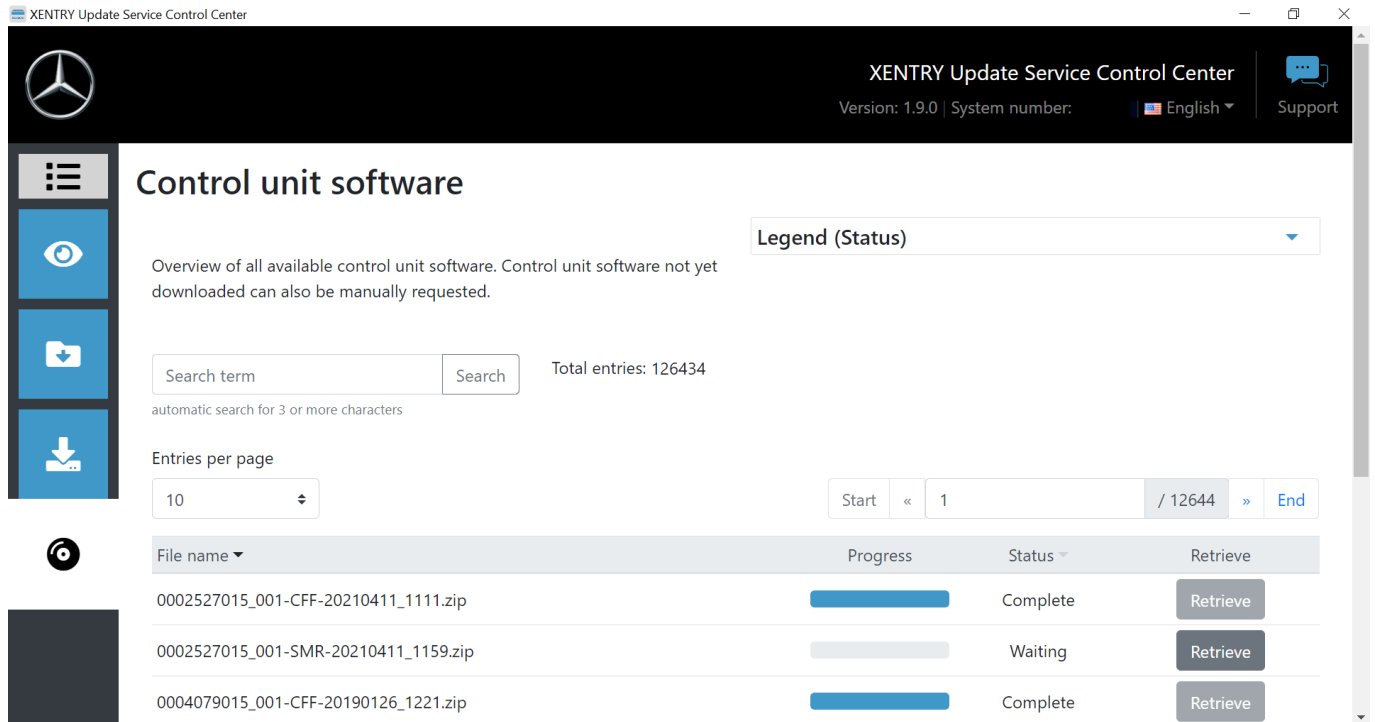 XENTRY Update Service Control Center
XENTRY Update Service Control Center
Version: 1.9.0 | System number:
English
Support
Control unit software
Legend (Status)
Overview of all available control unit software. Control unit software not yet
downloaded can also be manually requested.
Search term
Search
Total entries: 126434
automatic search for 3 or more characters
Entries per page
10
Start « 1 / 12644 » End
File name Progress Status Retrieve
0002527015_001-CFF-20210411_1111.zip Complete Retrieve
0002527015_001-SMR-20210411_1159.zip Waiting Retrieve
0004079015_001-CFF-20190126_1221.zip Complete Retrieve